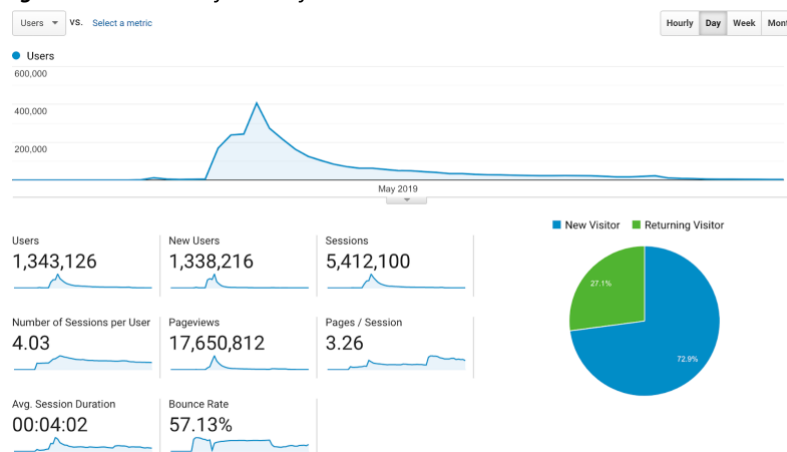 Users VS. Select a metric Hourly Day Week
Users
600,000
400,000
200,000
May 2019
New Visitor Returning Visitor
Users New Users Sessions
1,343,126 1,338,216 5,412,100
27.1%
Number of Sessions per User Pageviews Pages / Session
4.03 17,650,812 3.26
72.9%
Avg. Session Duration Bounce Rate
00:04:02 57.13%